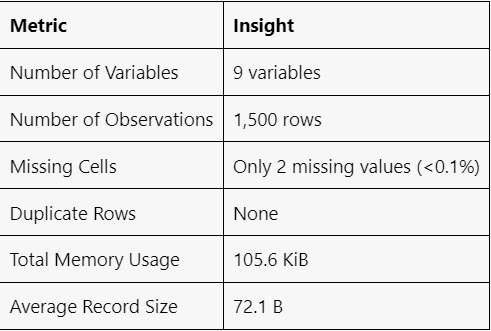 Metric Insight
Number of Variables 9 variables
Number of Observations 1,500 rows
Missing Cells Only 2 missing values (<0.1%)
Duplicate Rows None
Total Memory Usage 105.6 KiB
Average Record Size 72.1 B